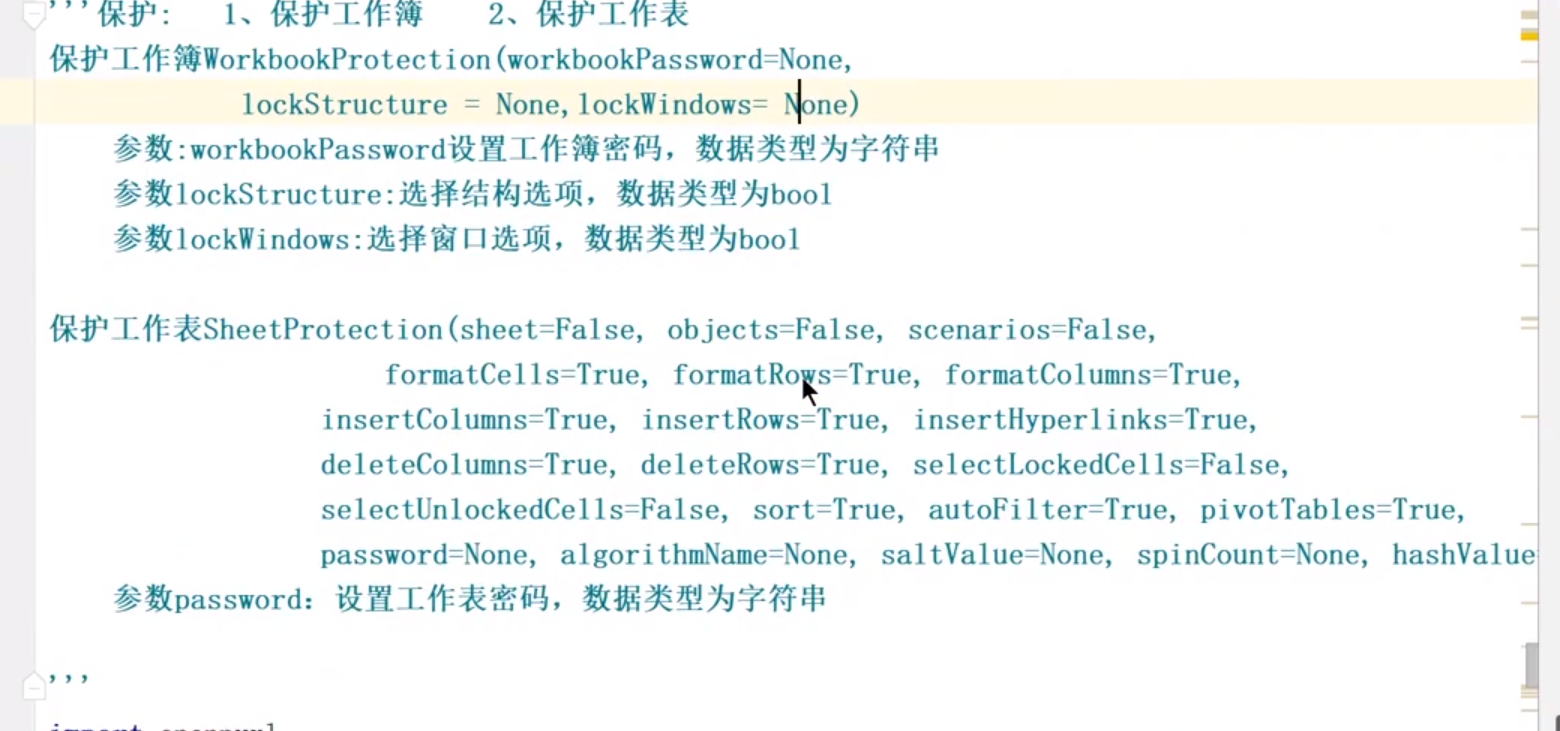 '''保护: 1、保护工作簿 2、保护工作表
保护工作簿WorkbookProtection(workbookPassword=None,
lockStructure = None,lockWindows= None)
参数:workbookPassword设置工作簿密码，数据类型为字符串
参数lockStructure:选择结构选项，数据类型为bool
参数lockWindows:选择窗口选项，数据类型为bool
保护工作表SheetProtection(sheet=False, objects=False, scenarios=False,
formatCells=True, formatRows=True, formatColumns=True,
insertColumns=True, insertRows=True, insertHyperlinks=True,
deleteColumns=True, deleteRows=True, selectLockedCells=False,
selectUnlockedCells=False, sort=True, autoFilter=True, pivotTables=True,
password=None, algorithmName=None, saltValue=None, spinCount=None, hashValue
参数password：设置工作表密码，数据类型为字符串
'''
import openpyxl